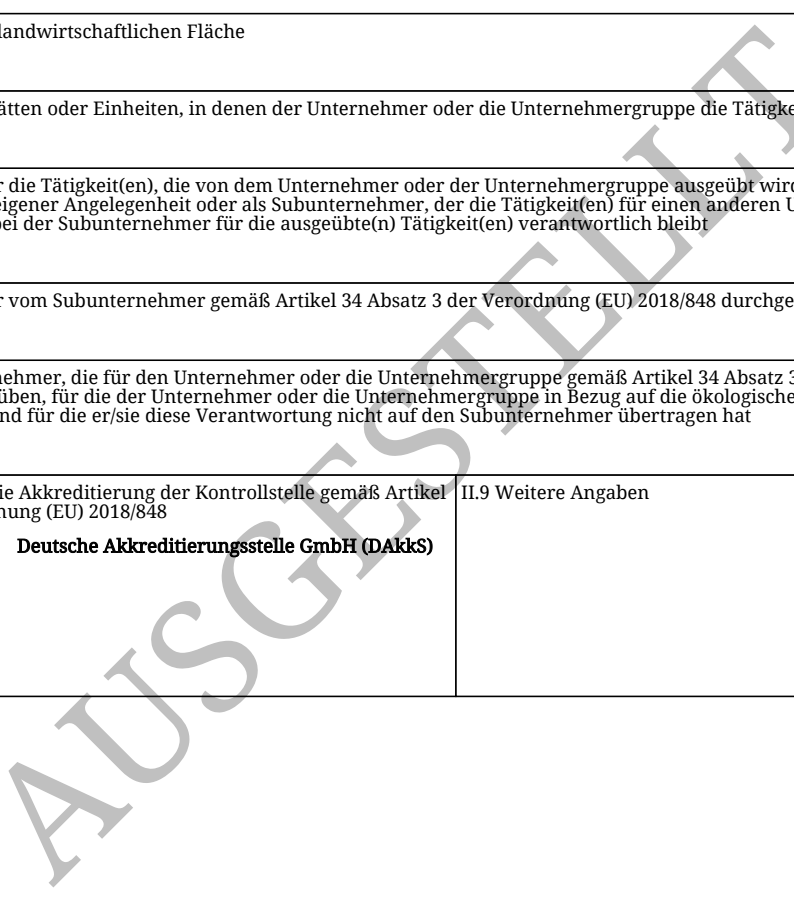 landwirtschaftlichen Fläche
ätten oder Einheiten, in denen der Unternehmer oder die Unternehmergruppe die Tätigke
r die Tätigkeit(en), die von dem Unternehmer oder der Unternehmergruppe ausgeübt wird
eigener Angelegenheit oder als Subunternehmer, der die Tätigkeit(en) für einen anderen U
bei der Subunternehmer für die ausgeübte(n) Tätigkeit(en) verantwortlich bleibt
r vom Subunternehmer gemäß Artikel 34 Absatz 3 der Verordnung (EU) 2018/848 durchge
nehmer, die für den Unternehmer oder die Unternehmergruppe gemäß Artikel 34 Absatz 3
üben, für die der Unternehmer oder die Unternehmergruppe in Bezug auf die ökologische
nd für die er/sie diese Verantwortung nicht auf den Subunternehmer übertragen hat
ie Akkreditierung der Kontrollstelle gemäß Artikel
nung (EU) 2018/848
Deutsche Akkreditierungsstelle GmbH (DAkkS)
II.9 Weitere Angaben
AUSGESTELLT